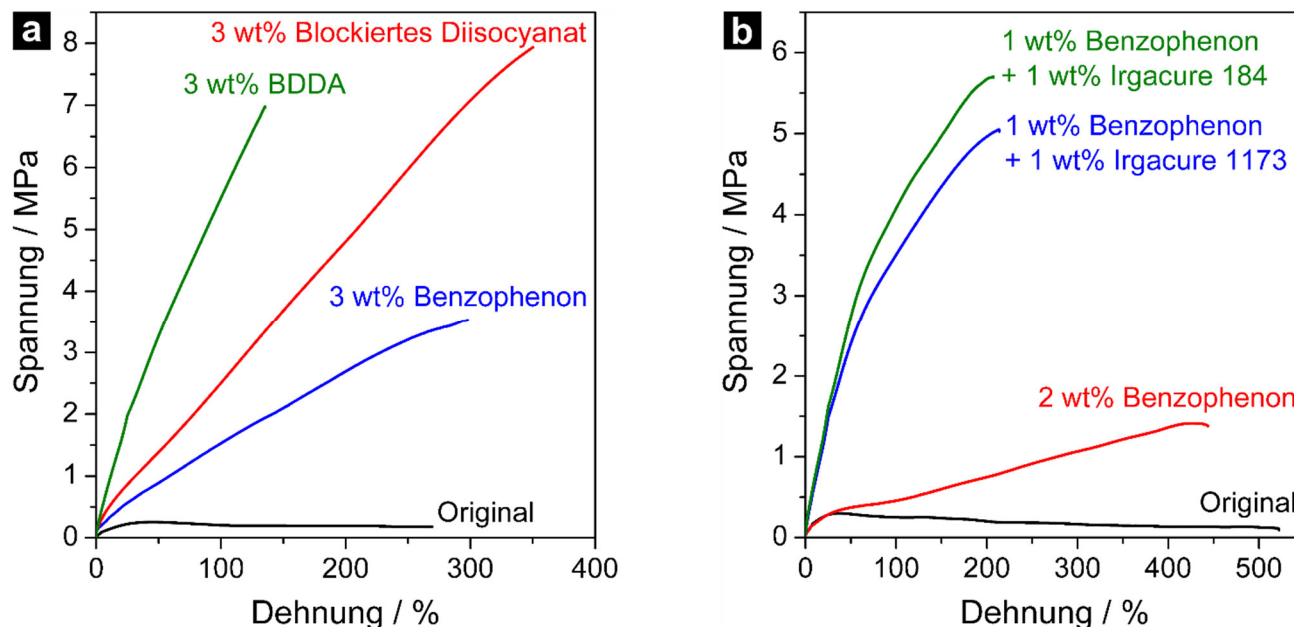 a
3 wt% Blockiertes Diisocyanat
3 wt% BDDA
3 wt% Benzophenon
Original
8
7
6
5
4
3
2
1
0
Spannung / MPa
0 100 200 300 400
Dehnung / %
b
1 wt% Benzophenon
+ 1 wt% Irgacure 184
1 wt% Benzophenon
+ 1 wt% Irgacure 1173
2 wt% Benzophenon
Original
6
5
4
3
2
1
0
Spannung / MPa
0 100 200 300 400 500
Dehnung / %